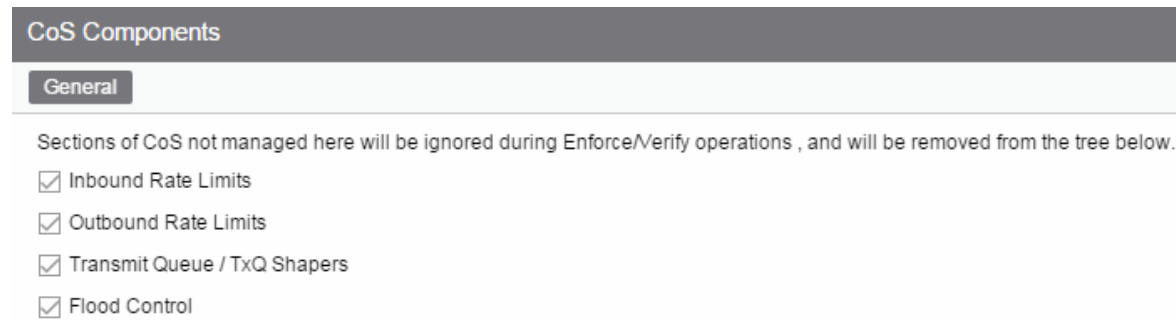 CoS Components
General
Sections of CoS not managed here will be ignored during Enforce/Verify operations , and will be removed from the tree below.
Inbound Rate Limits
Outbound Rate Limits
Transmit Queue / TxQ Shapers
Flood Control